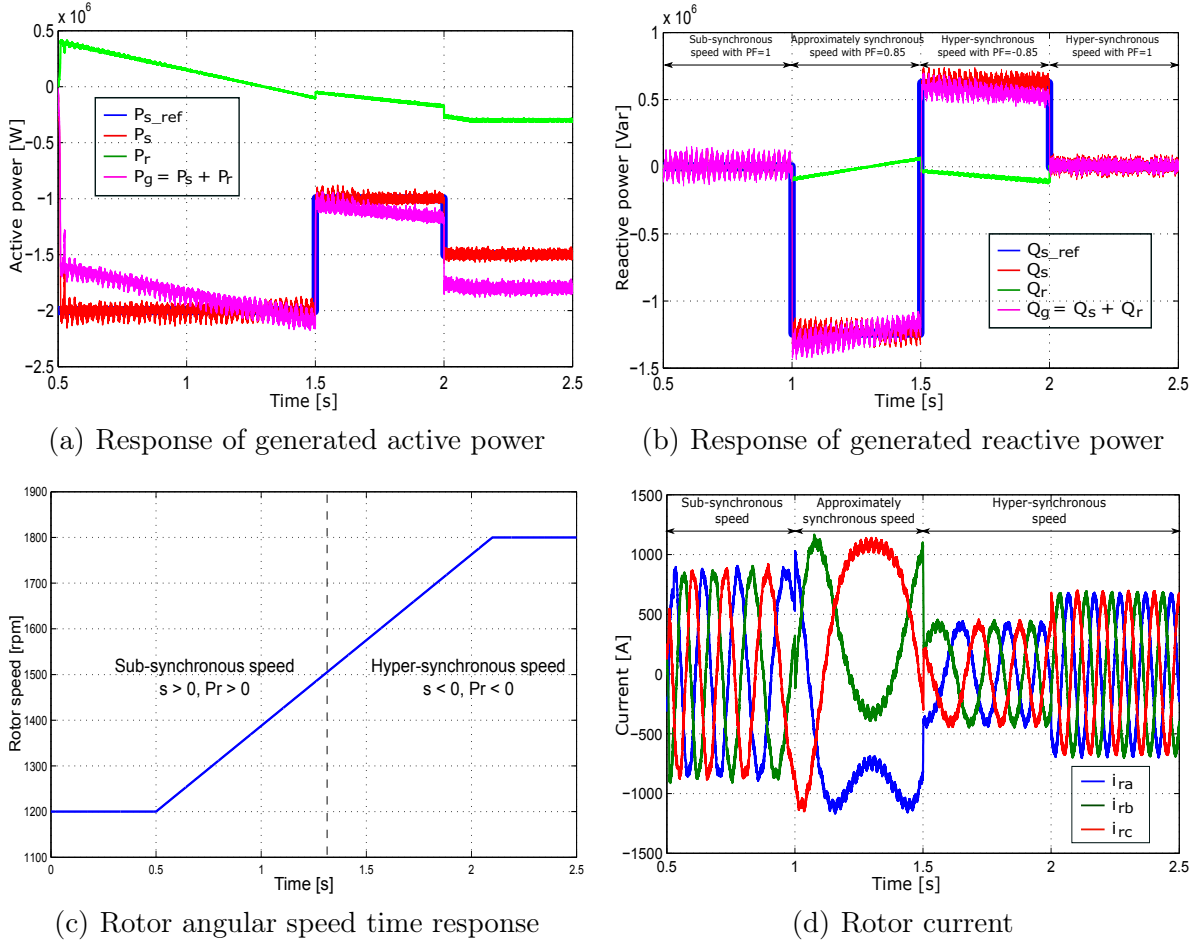 x 10⁶
0.5
0
−0.5
−1
−1.5
−2
−2.5
Active power [W]
Ps_ref
Ps
Pr
Pg = Ps + Pr
0.5 1 1.5 2 2.5
Time [s]
(a) Response of generated active power
x 10⁶
Sub-synchronous speed with PF=1
Approximately synchronous speed with PF=0.85
Hyper-synchronous speed with PF=-0.85
Hyper-synchronous speed with PF=1
1
0.5
0
−0.5
−1
−1.5
Reactive power [Var]
Qs_ref
Qs
Qr
Qg = Qs + Qr
0.5 1 1.5 2 2.5
Time [s]
(b) Response of generated reactive power
1900
1800
1700
1600
1500
1400
1300
1200
1100
Rotor speed [rpm]
Sub-synchronous speed
s > 0, Pr > 0
Hyper-synchronous speed
s < 0, Pr < 0
0 0.5 1 1.5 2 2.5
Time [s]
(c) Rotor angular speed time response
Sub-synchronous speed
Approximately synchronous speed
Hyper-synchronous speed
1500
1000
500
0
−500
−1000
−1500
Current [A]
ira
irb
irc
0.5 1 1.5 2 2.5
Time [s]
(d) Rotor current